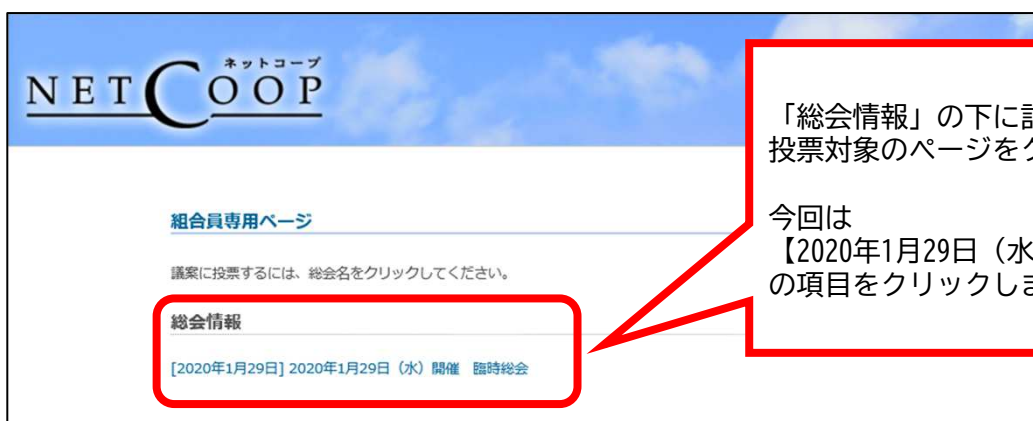 ネットコープ
NETCOOP
「総会情報」の下に
投票対象のページを
今回は
【2020年1月29日（水
の項目をクリックし
組合員専用ページ
議案に投票するには、総会名をクリックしてください。
総会情報
[2020年1月29日] 2020年1月29日（水）開催　臨時総会